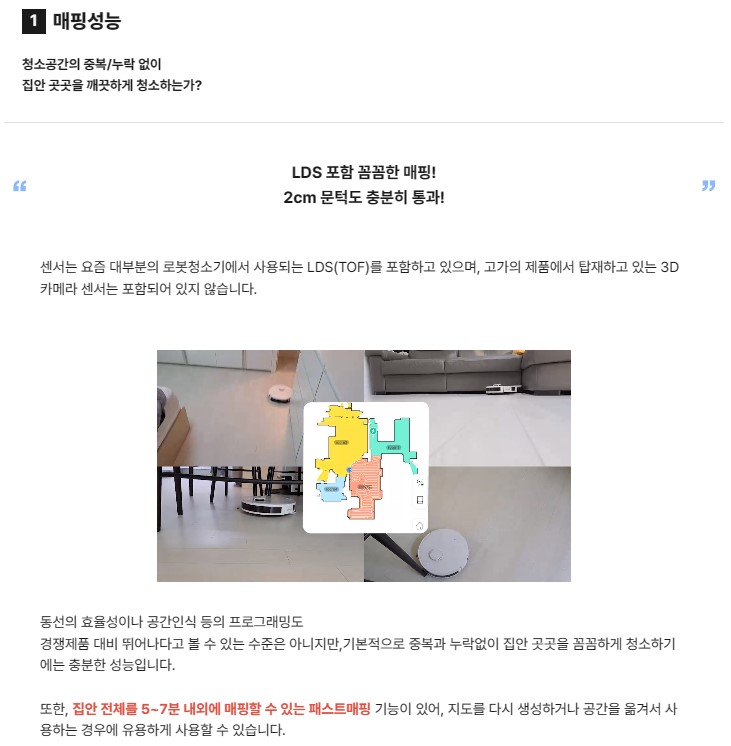 1 매핑성능
청소공간의 중복/누락 없이
집안 곳곳을 깨끗하게 청소하는가?
“
LDS 포함 꼼꼼한 매핑!
2cm 문턱도 충분히 통과!
”
센서는 요즘 대부분의 로봇청소기에서 사용되는 LDS(TOF)를 포함하고 있으며, 고가의 제품에서 탑재하고 있는 3D
카메라 센서는 포함되어 있지 않습니다.
동선의 효율성이나 공간인식 등의 프로그래밍도
경쟁제품 대비 뛰어나다고 볼 수 있는 수준은 아니지만,기본적으로 중복과 누락없이 집안 곳곳을 꼼꼼하게 청소하기
에는 충분한 성능입니다.
또한, 집안 전체를 5~7분 내외에 매핑할 수 있는 패스트매핑 기능이 있어, 지도를 다시 생성하거나 공간을 옮겨서 사
용하는 경우에 유용하게 사용할 수 있습니다.